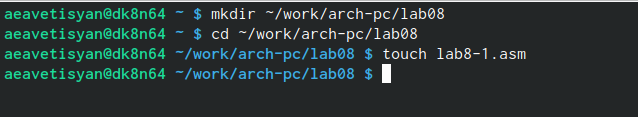 aeavetisyan@dk8n64 ~ $ mkdir ~/work/arch-pc/lab08
aeavetisyan@dk8n64 ~ $ cd ~/work/arch-pc/lab08
aeavetisyan@dk8n64 ~/work/arch-pc/lab08 $ touch lab8-1.asm
aeavetisyan@dk8n64 ~/work/arch-pc/lab08 $